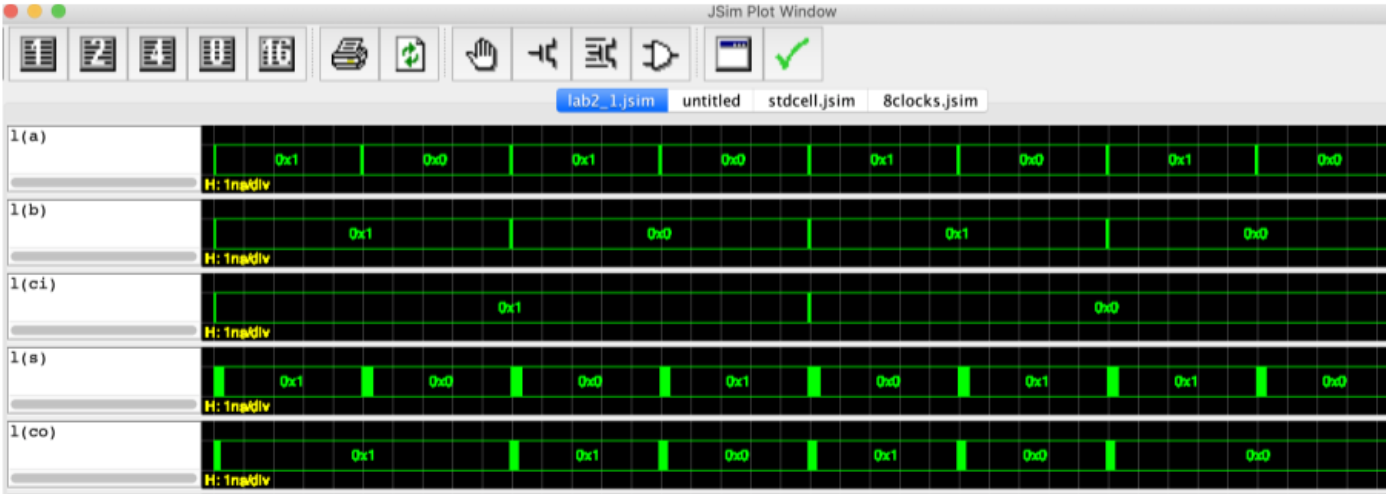 JSim Plot Window
1 2 4 8 16
lab2_1.jsim untitled stdcell.jsim 8clocks.jsim
l(a)
0x1 0x0 0x1 0x0 0x1 0x0 0x1 0x0
H: 1ns/div
l(b)
0x1 0x0 0x1 0x0
H: 1ns/div
l(ci)
0x1 0x0
H: 1ns/div
l(s)
0x1 0x0 0x0 0x1 0x0 0x1 0x1 0x0
H: 1ns/div
l(co)
0x1 0x1 0x0 0x1 0x0 0x0
H: 1ns/div